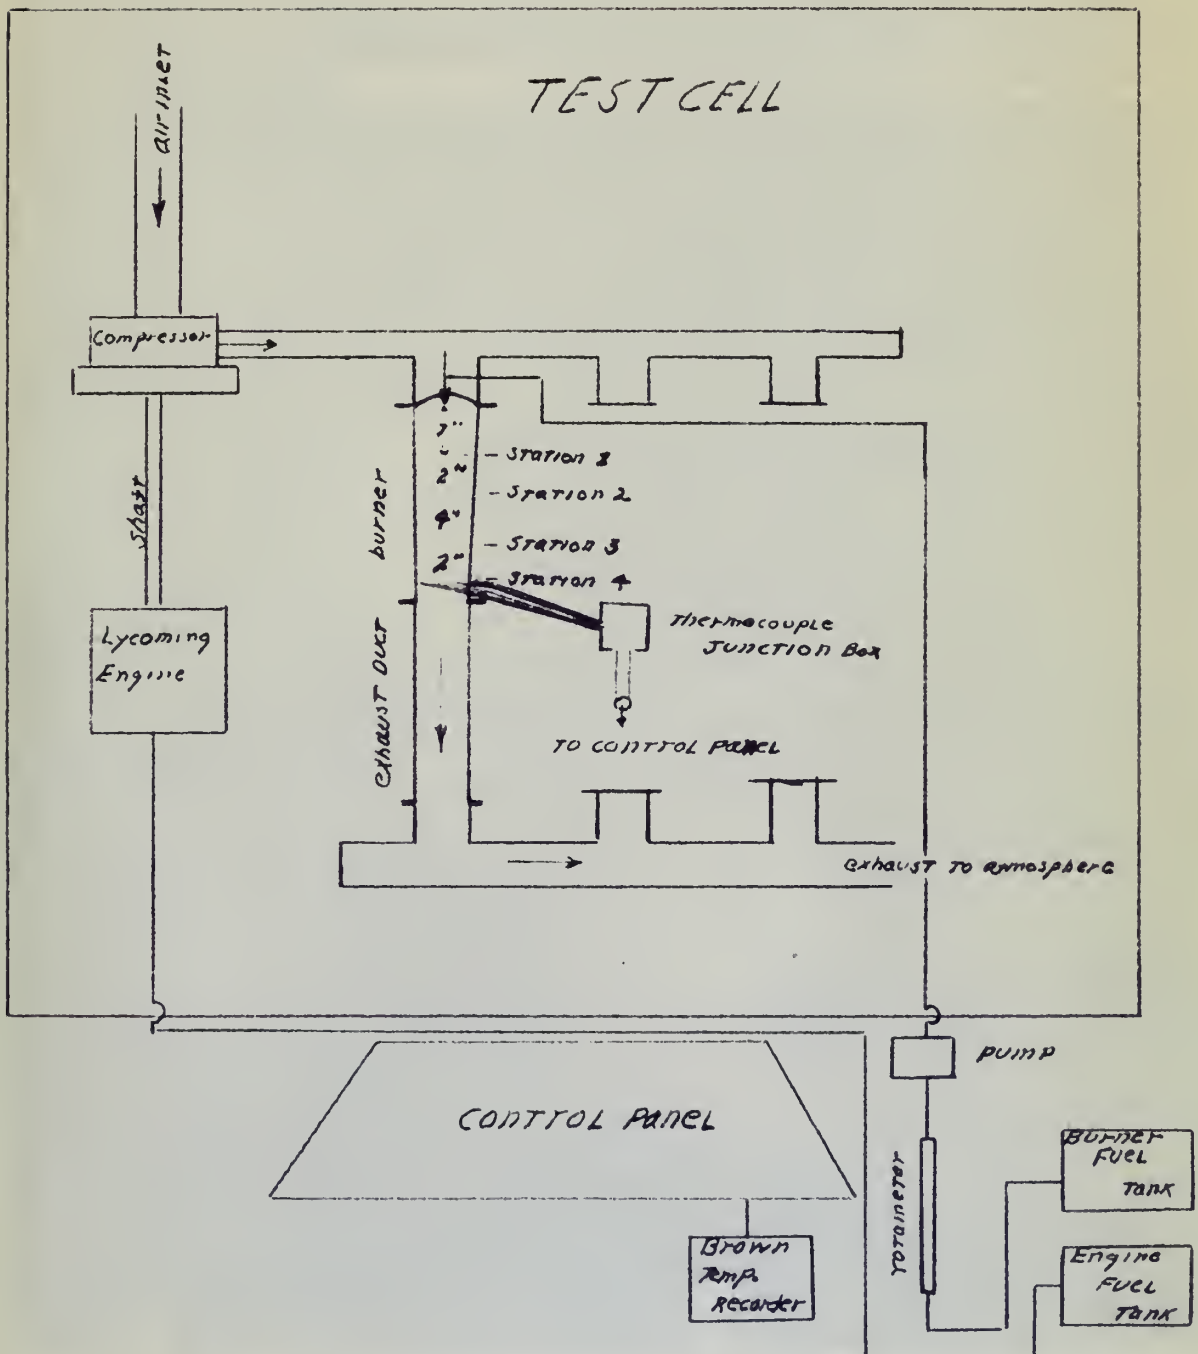 TEST CELL
air inlet
Compressor
Station 2
Station 3
Station 4
2"
4"
2"
burner
Shaft
Lycoming
Engine
Thermocouple
Junction Box
exhaust Duct
To control panel
exhaust to atmosphere
pump
Control Panel
rotameter
Burner
Fuel
Tank
Brown
Temp.
Recorder
Engine
Fuel
Tank